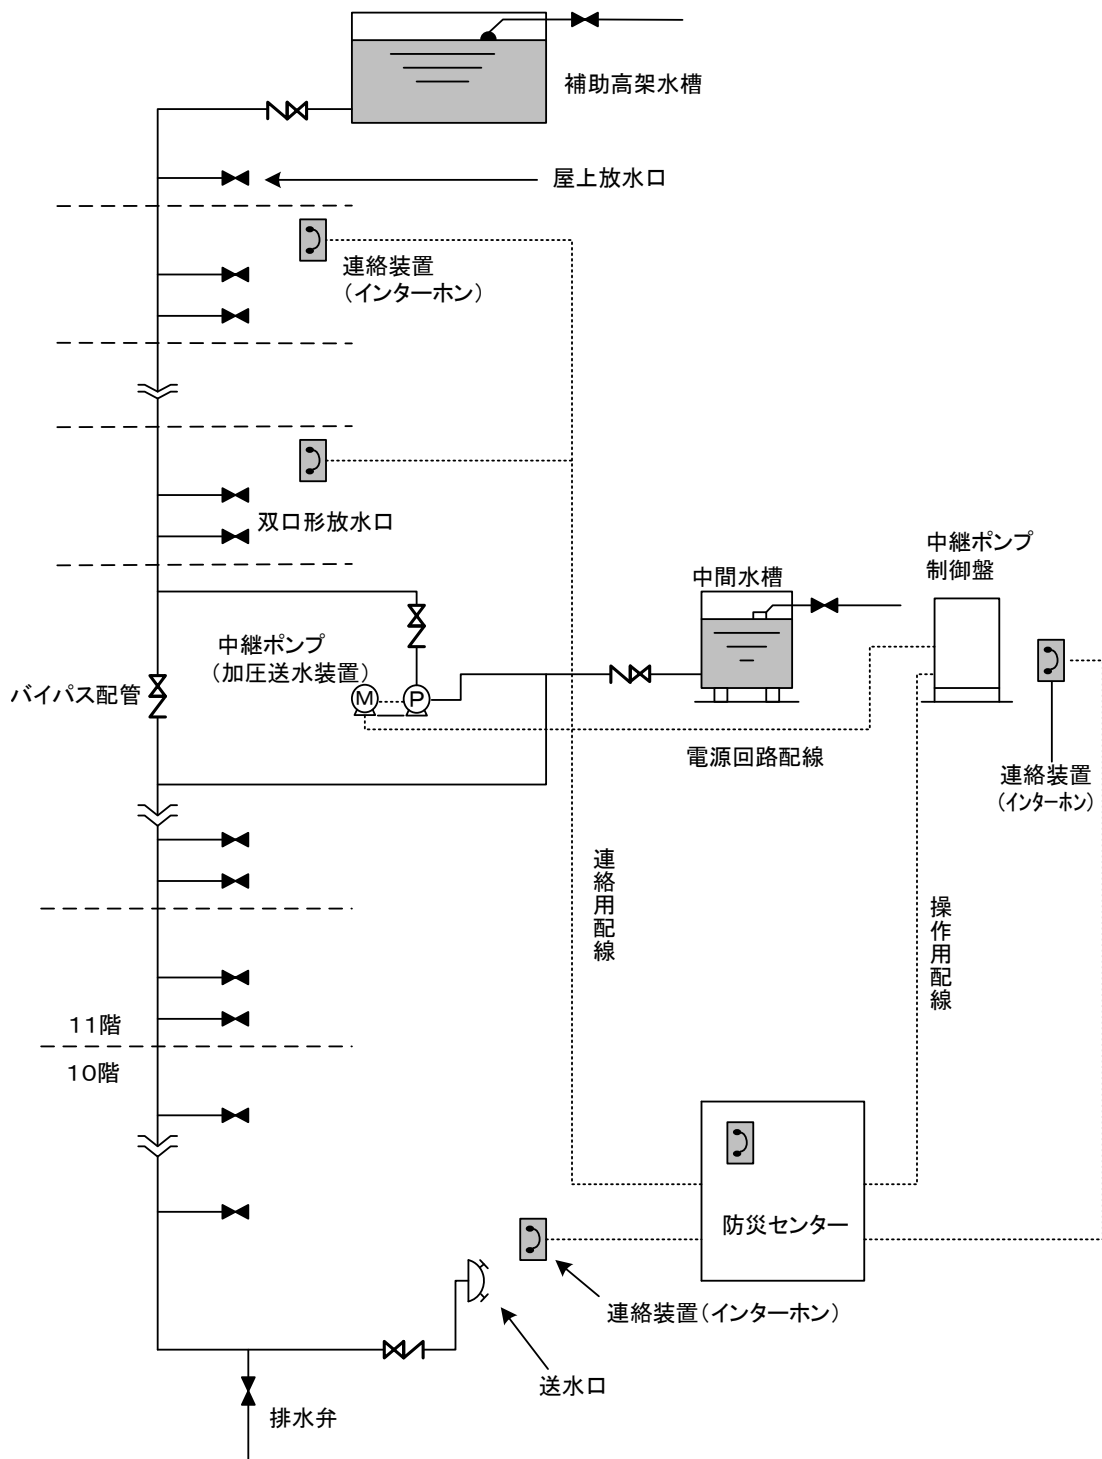 補助高架水槽
屋上放水口
連絡装置
(インターホン)
双口形放水口
中継ポンプ
制御盤
中間水槽
中継ポンプ
(加圧送水装置)
M
P
バイパス配管
電源回路配線
連絡装置
(インターホン)
連絡用配線
操作用配線
11階
10階
防災センター
連絡装置(インターホン)
送水口
排水弁